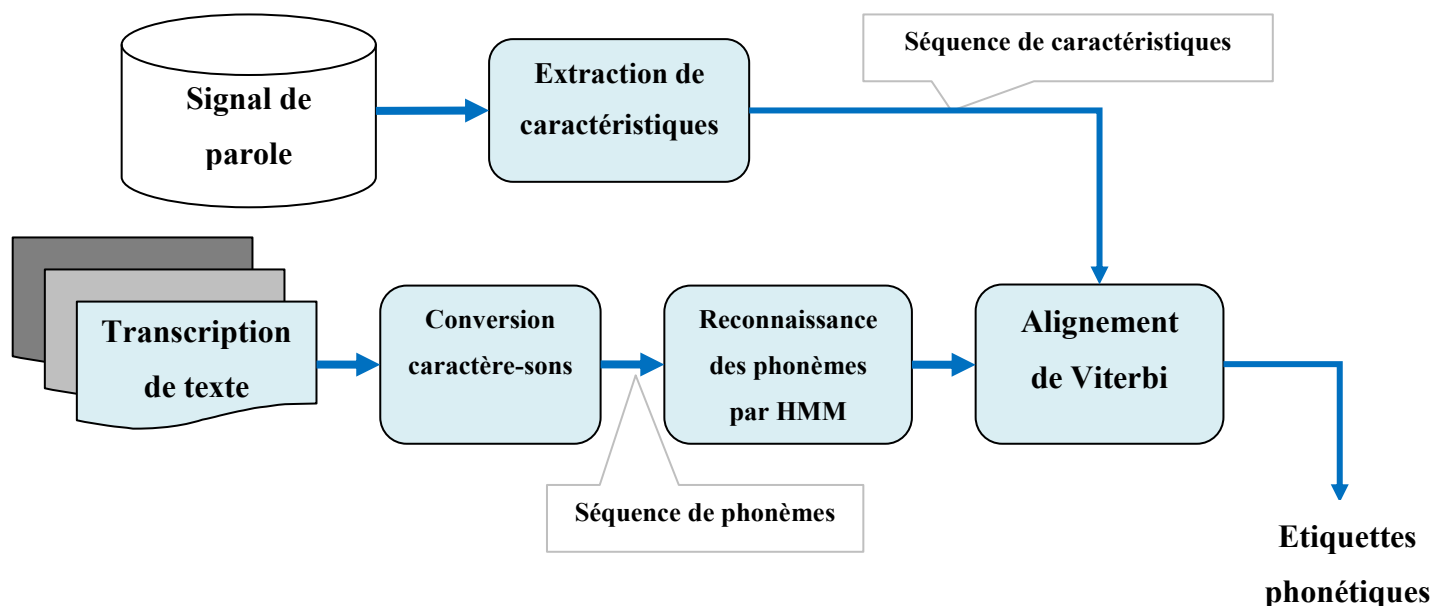 Signal de
parole
Extraction de
caractéristiques
Séquence de caractéristiques
Transcription
de texte
Conversion
caractère-sons
Reconnaissance
des phonèmes
par HMM
Alignement
de Viterbi
Séquence de phonèmes
Etiquettes
phonétiques